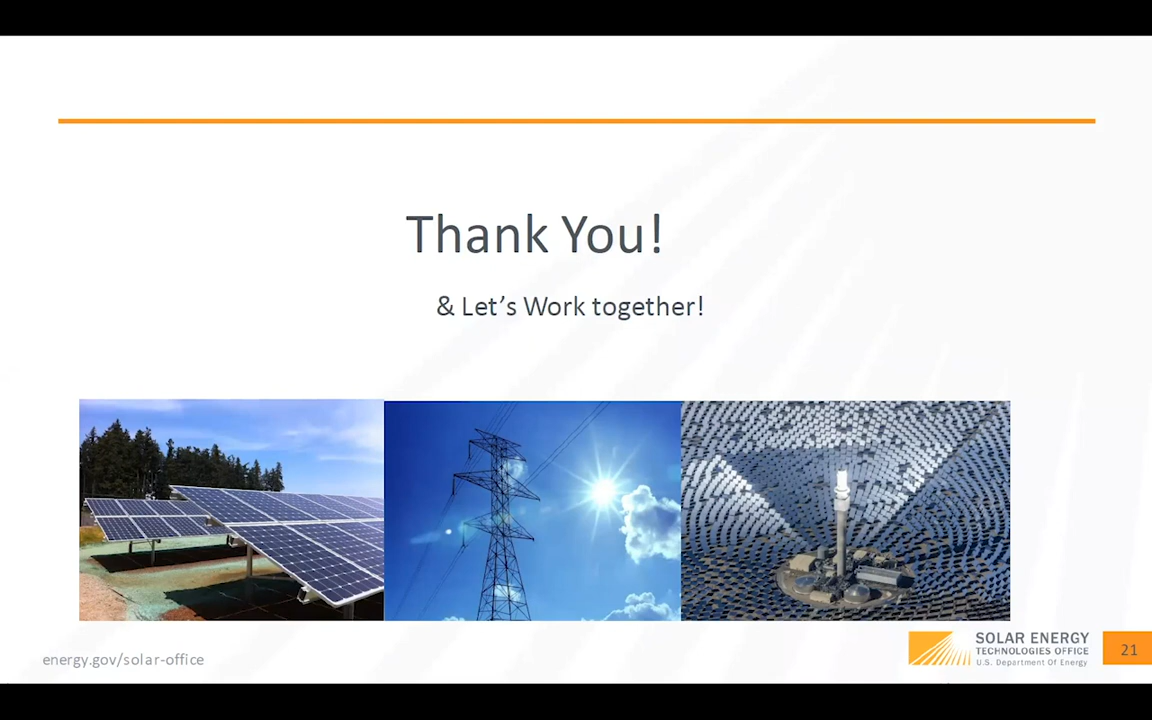 Thank You!
& Let's Work together!
energy.gov/solar-office
SOLAR ENERGY
TECHNOLOGIES OFFICE
U.S. Department Of Energy
21